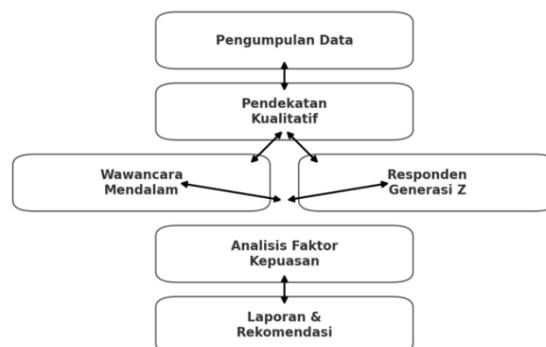 Pengumpulan Data
Pendekatan
Kualitatif
Wawancara
Mendalam
Responden
Generasi Z
Analisis Faktor
Kepuasan
Laporan &
Rekomendasi